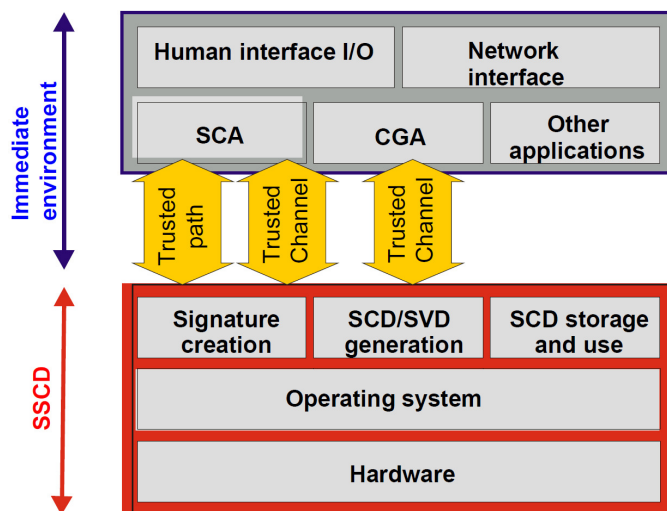 Immediate
environment
Human interface I/O
Network
interface
SCA
CGA
Other
applications
Trusted
path
Trusted
Channel
Trusted
Channel
SSCD
Signature
creation
SCD/SVD
generation
SCD storage
and use
Operating system
Hardware